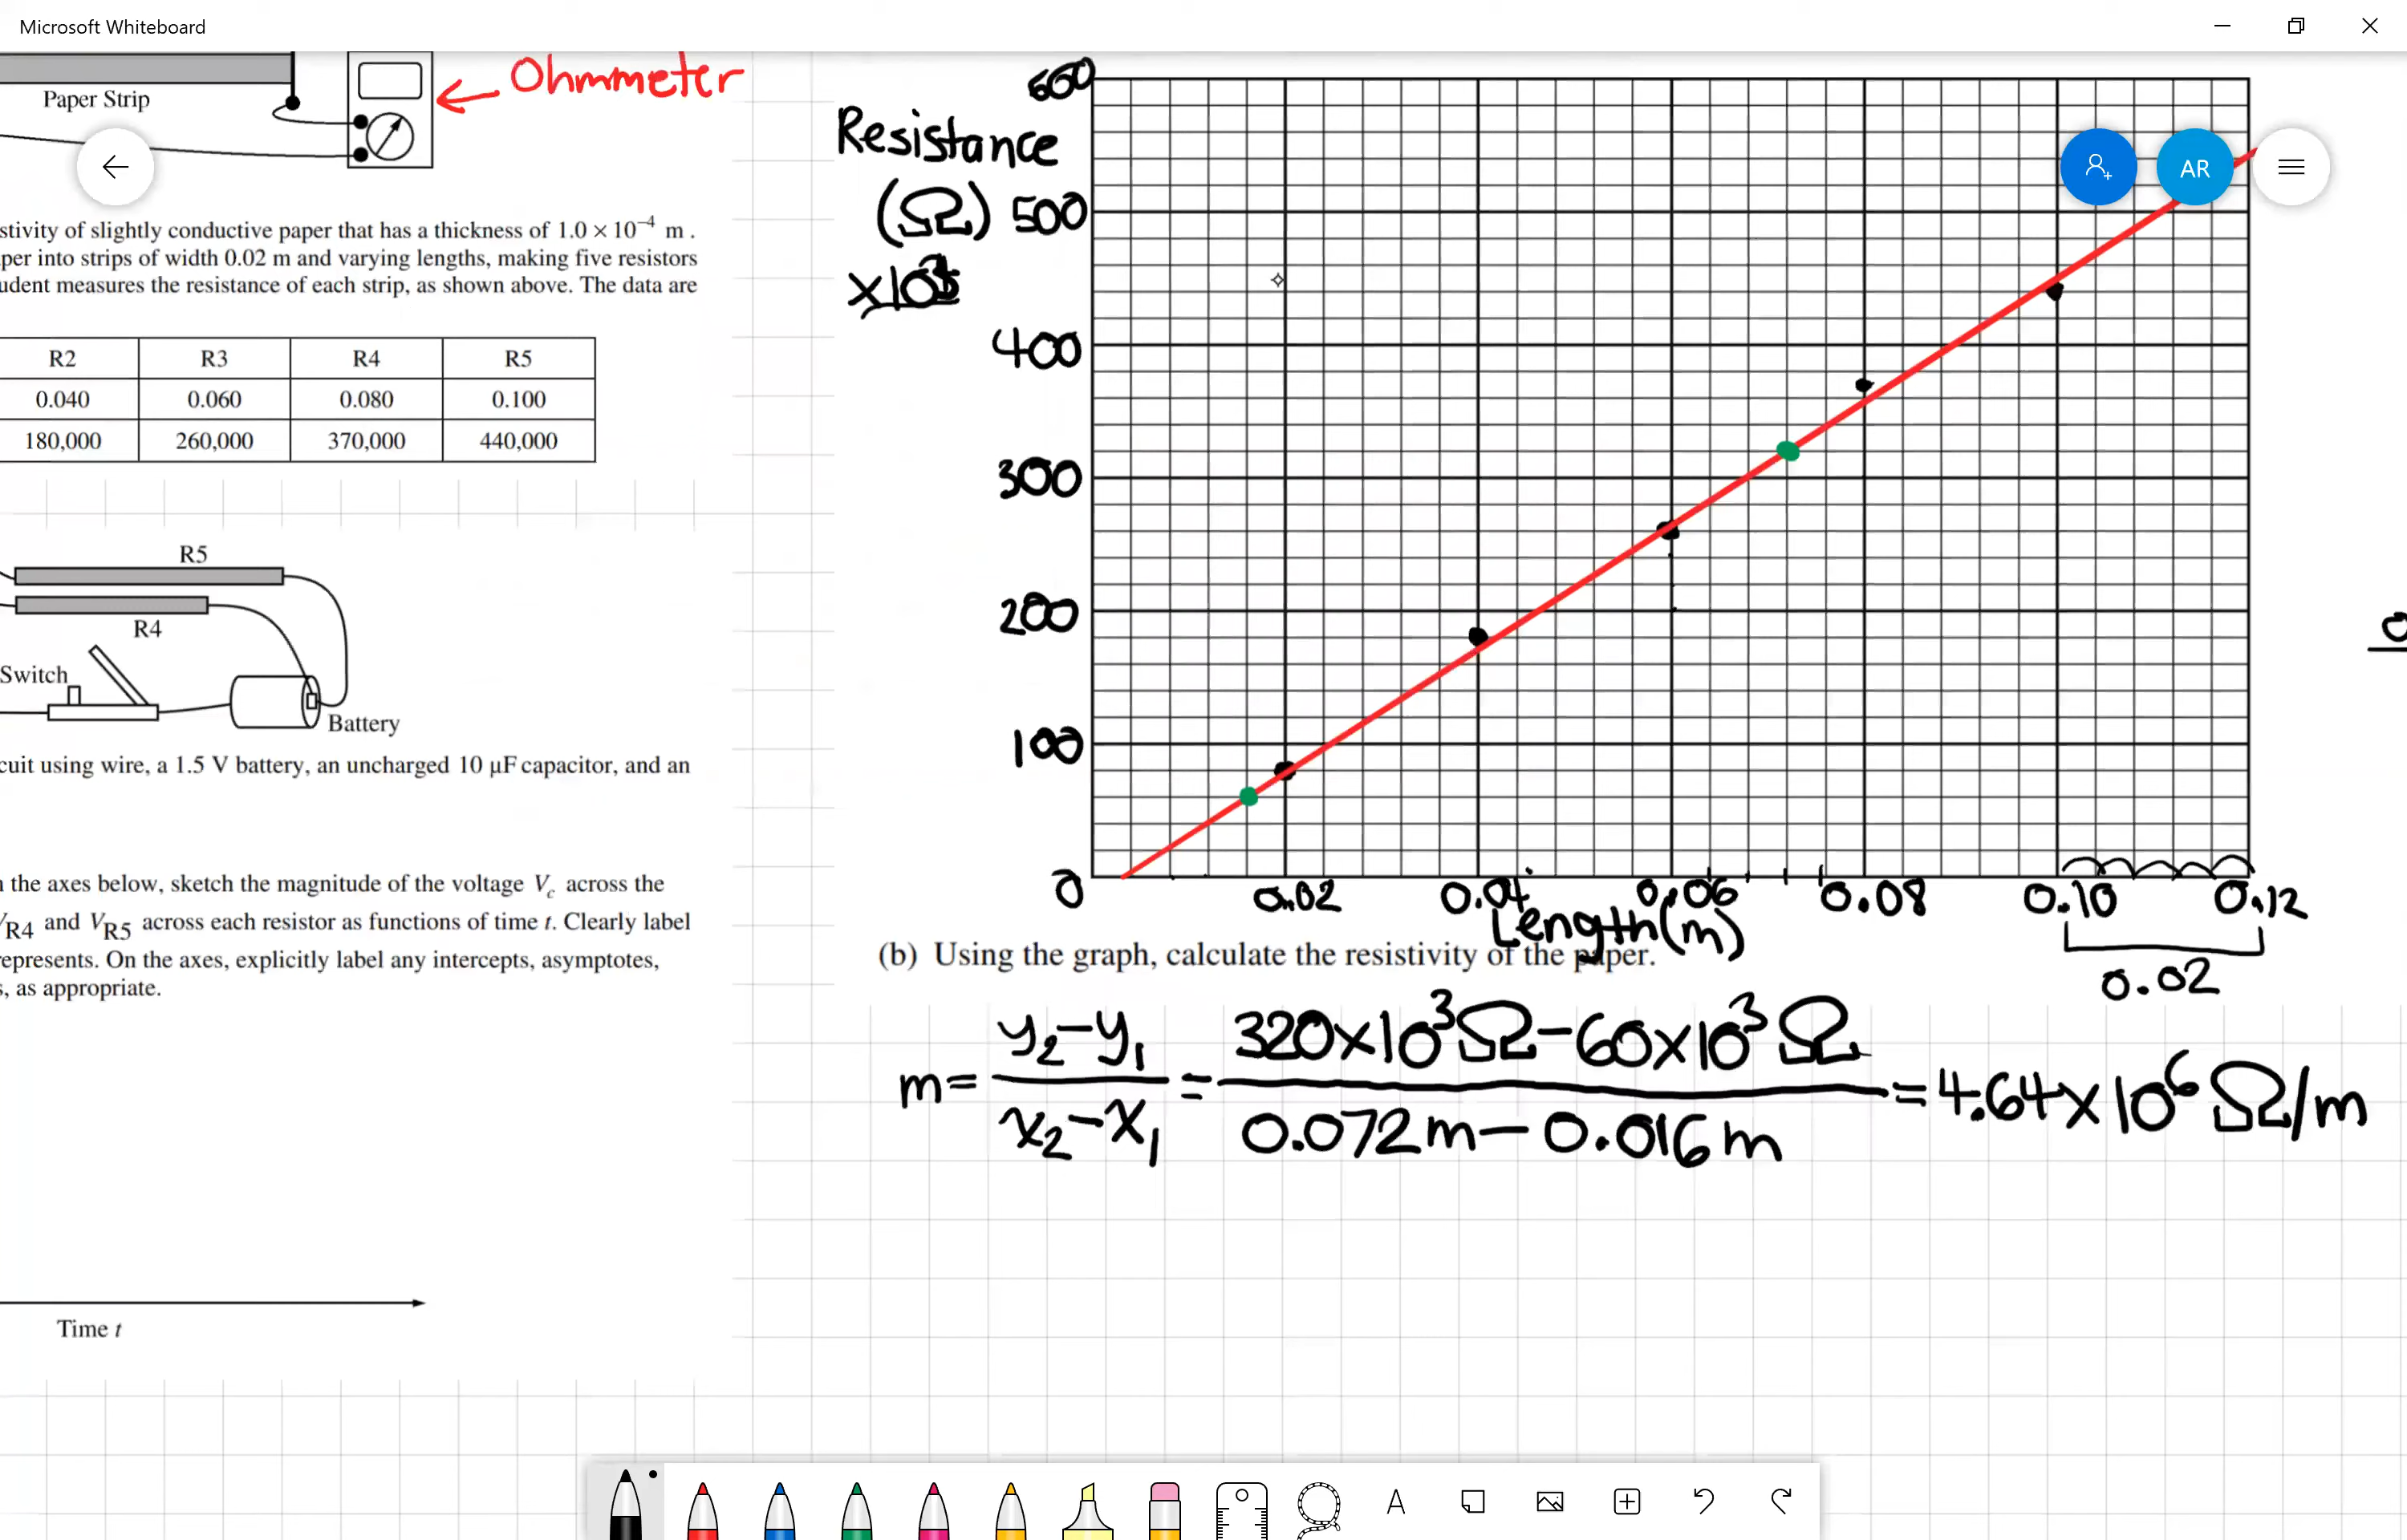 Microsoft Whiteboard
Paper Strip
Ohmmeter
stivity of slightly conductive paper that has a thickness of 1.0 × 10⁻⁴ m .
per into strips of width 0.02 m and varying lengths, making five resistors
udent measures the resistance of each strip, as shown above. The data are
R2 R3 R4 R5
0.040 0.060 0.080 0.100
180,000 260,000 370,000 440,000
R5
R4
Switch
Battery
cuit using wire, a 1.5 V battery, an uncharged 10 μF capacitor, and an
the axes below, sketch the magnitude of the voltage V_c across the
V_R4 and V_R5 across each resistor as functions of time t. Clearly label
epresents. On the axes, explicitly label any intercepts, asymptotes,
s, as appropriate.
Time t
Resistance
(Ω)
×10³
600
500
400
300
200
100
0
0.02 0.04 0.06 0.08 0.10 0.12
Length(m)
0.02
AR
(b) Using the graph, calculate the resistivity of the paper.
m = (y₂-y₁)/(x₂-x₁) = (320×10³Ω-60×10³Ω)/(0.072m-0.016m) = 4.64×10⁶ Ω/m